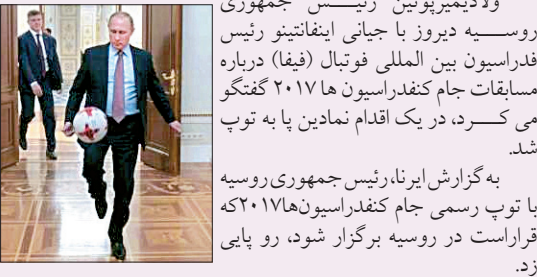 ولادیمیرپوتین رئیـــس جمهوری
روســـیه دیروز با جیانی اینفانتینو رئیس
فدراسیون بین المللی فوتبال (فیفا) درباره
مسابقات جام کنفدراسیون ها ۲۰۱۷ گفتگو
می کـــرد، در یک اقدام نمادین پا به توپ
شد.
به گزارش ایرنا، رئیس جمهوری روسیه
با توپ رسمی جام کنفدراسیون‌ها۲۰۱۷که
قراراست در روسیه برگزار شود، رو پایی
زد.